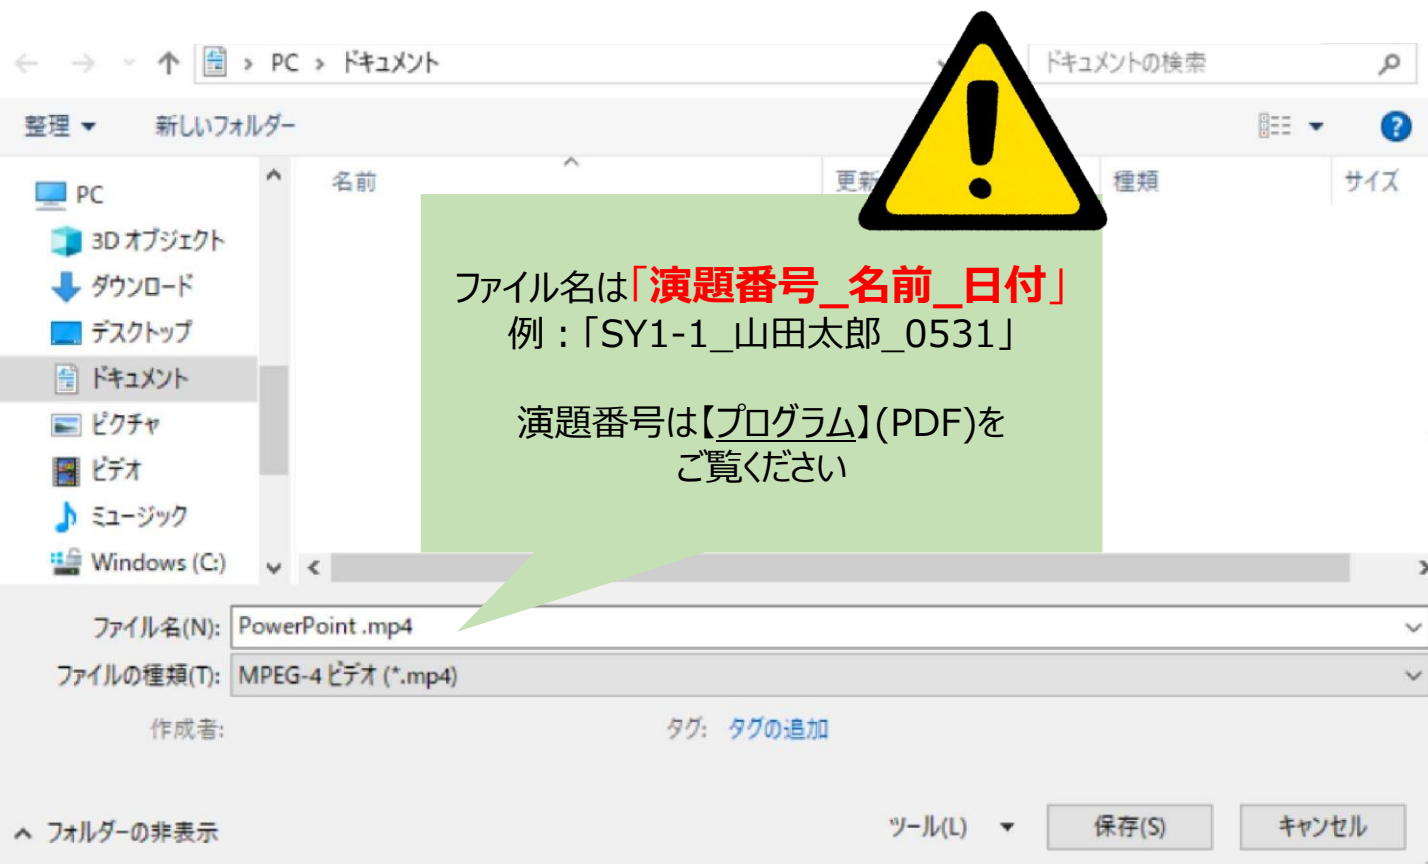 PC › ドキュメント
ドキュメントの検索
整理 新しいフォルダー
名前 種類 サイズ
PC
3D オブジェクト
ダウンロード
デスクトップ
ドキュメント
ピクチャ
ビデオ
ミュージック
Windows (C:)
ファイル名は「演題番号_名前_日付」
例：「SY1-1_山田太郎_0531」
演題番号は【プログラム】(PDF)を
ご覧ください
ファイル名(N): PowerPoint .mp4
ファイルの種類(T): MPEG-4 ビデオ (*.mp4)
作成者: タグ: タグの追加
フォルダーの非表示 ツール(L) 保存(S) キャンセル